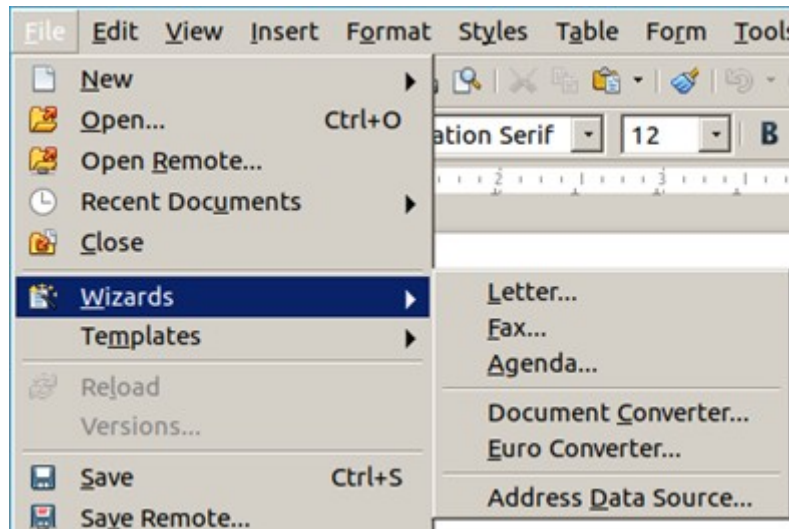 File Edit View Insert Format Styles Table Form Tools
New
Open... Ctrl+O
Open Remote...
Recent Documents
Close
Wizards
Templates
Reload
Versions...
Save Ctrl+S
Save Remote...
ation Serif 12 B
2 3
Letter...
Fax...
Agenda...
Document Converter...
Euro Converter...
Address Data Source...